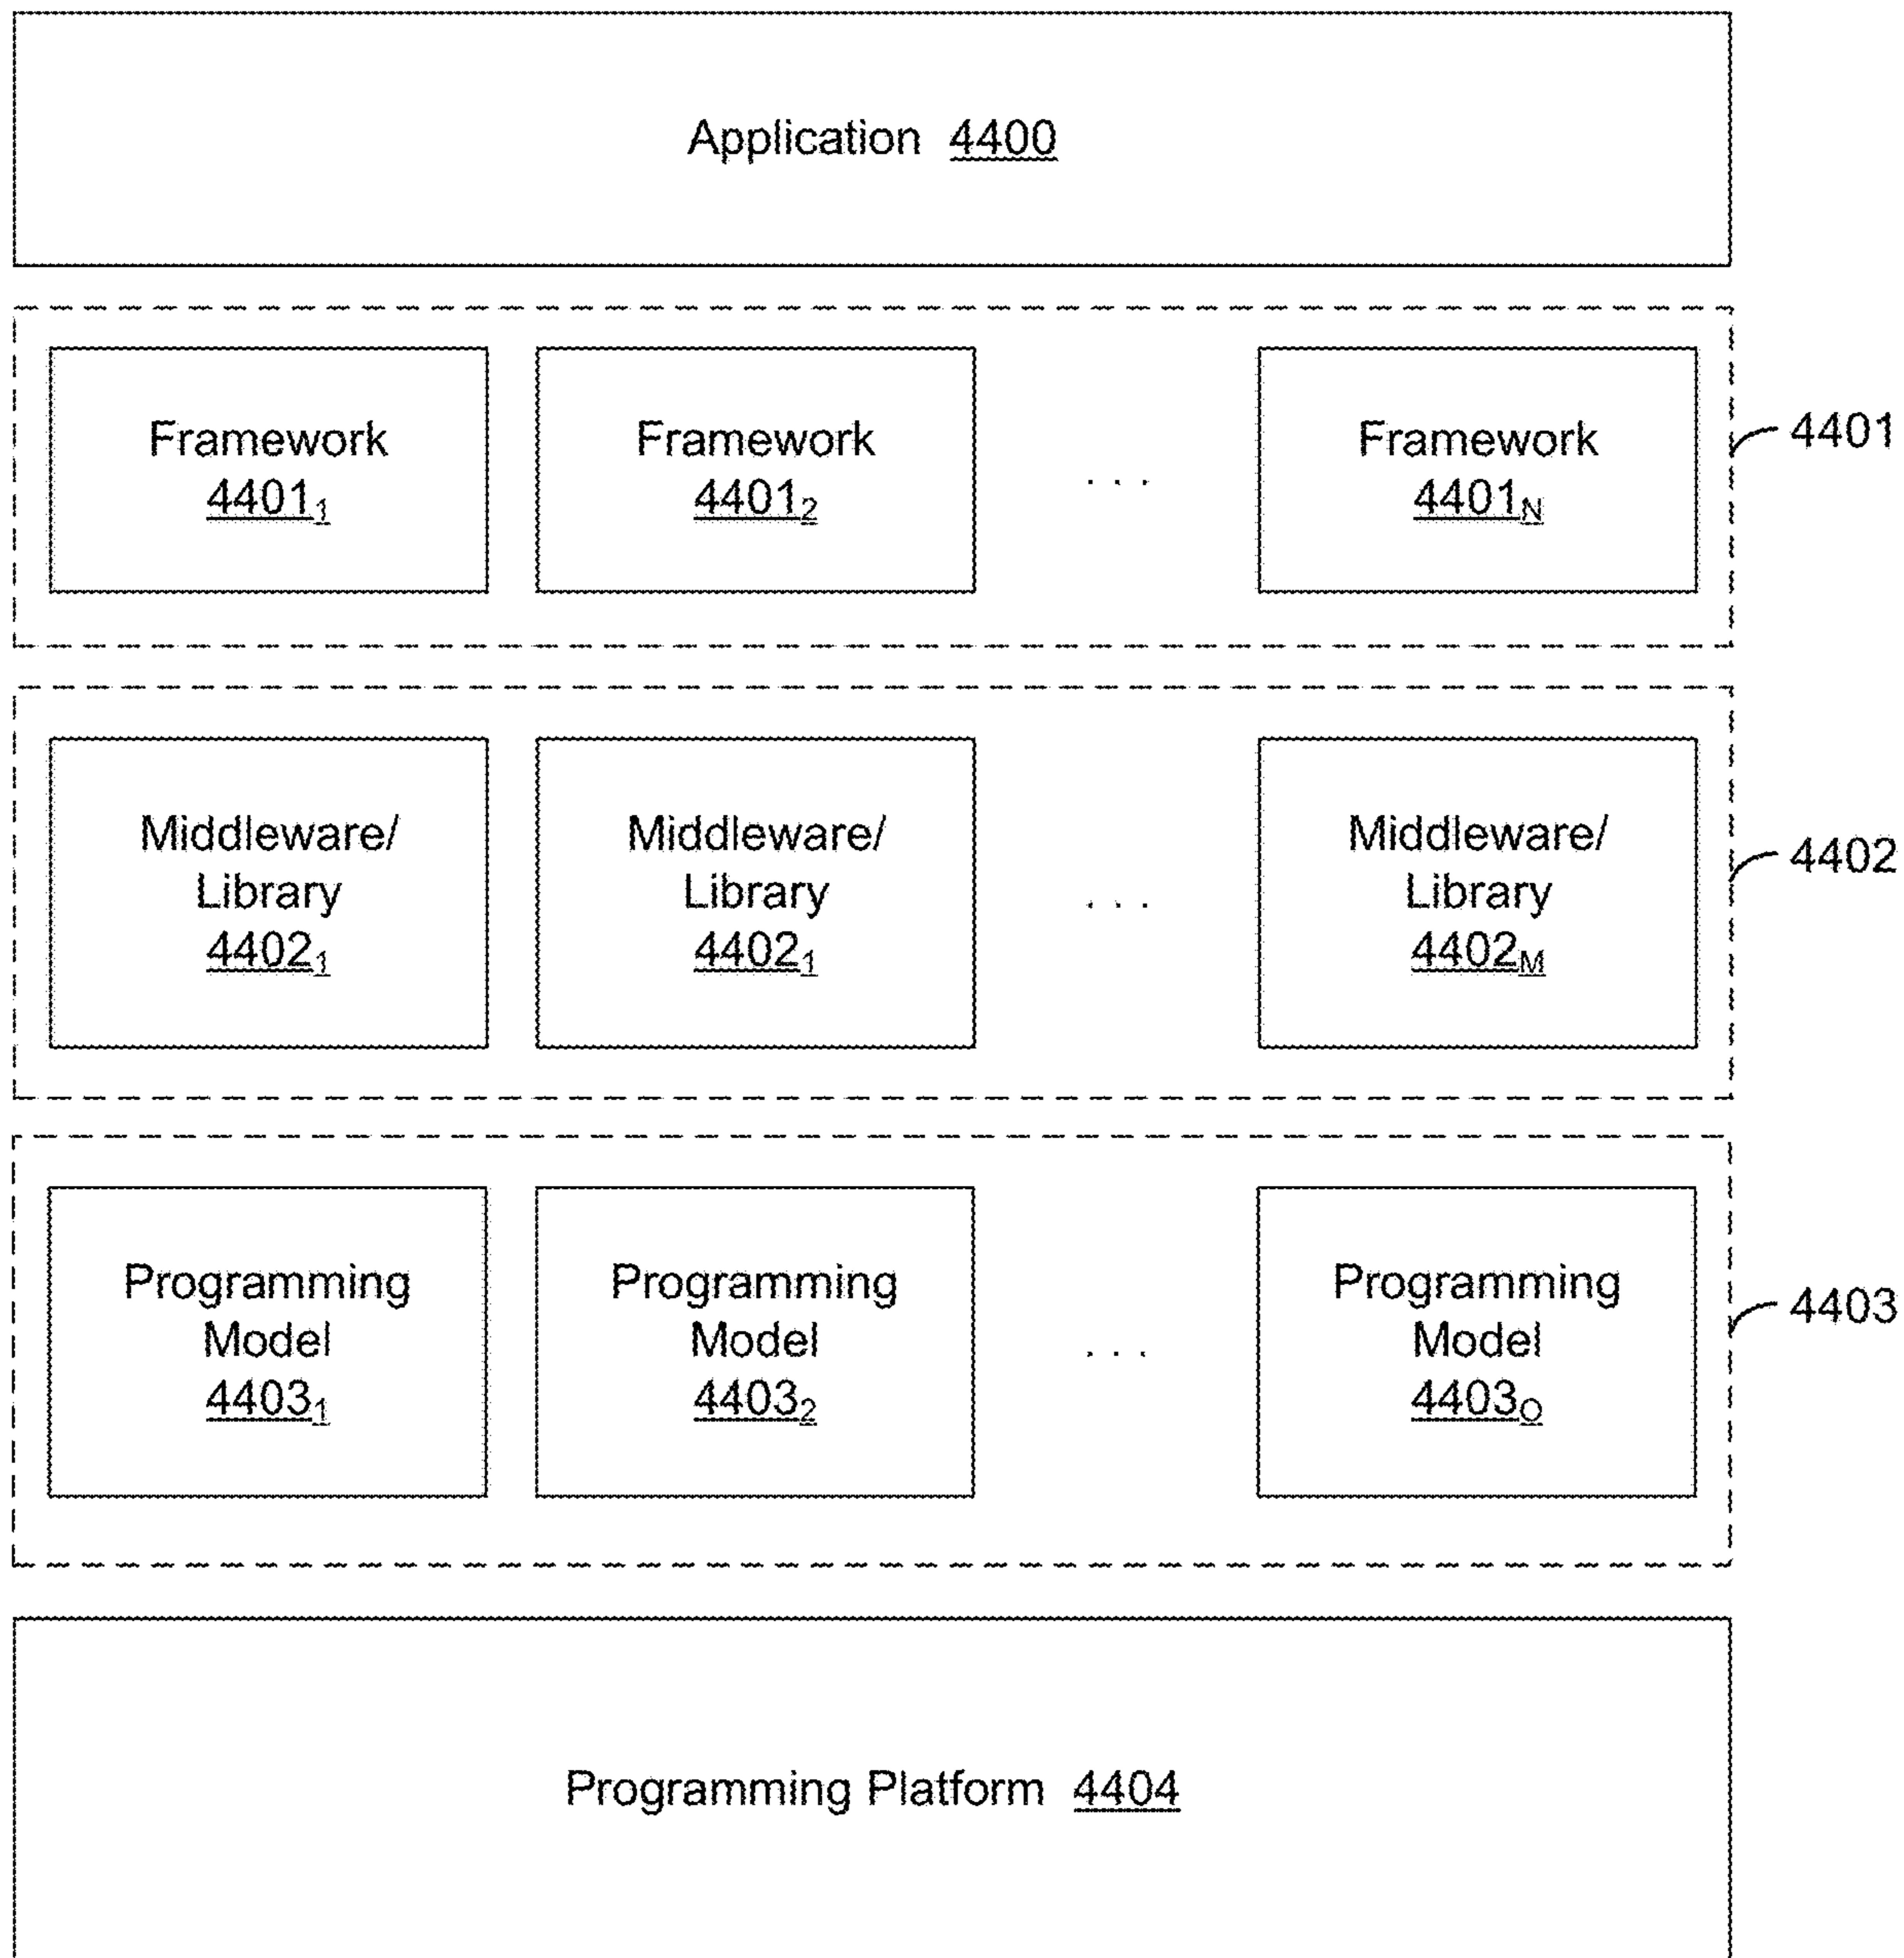 Application 4400
Framework
4401₁
Framework
4401₂
. . .
Framework
4401N
4401
Middleware/
Library
4402₁
Middleware/
Library
4402₁
. . .
Middleware/
Library
4402M
4402
Programming
Model
4403₁
Programming
Model
4403₂
. . .
Programming
Model
4403O
4403
Programming Platform 4404